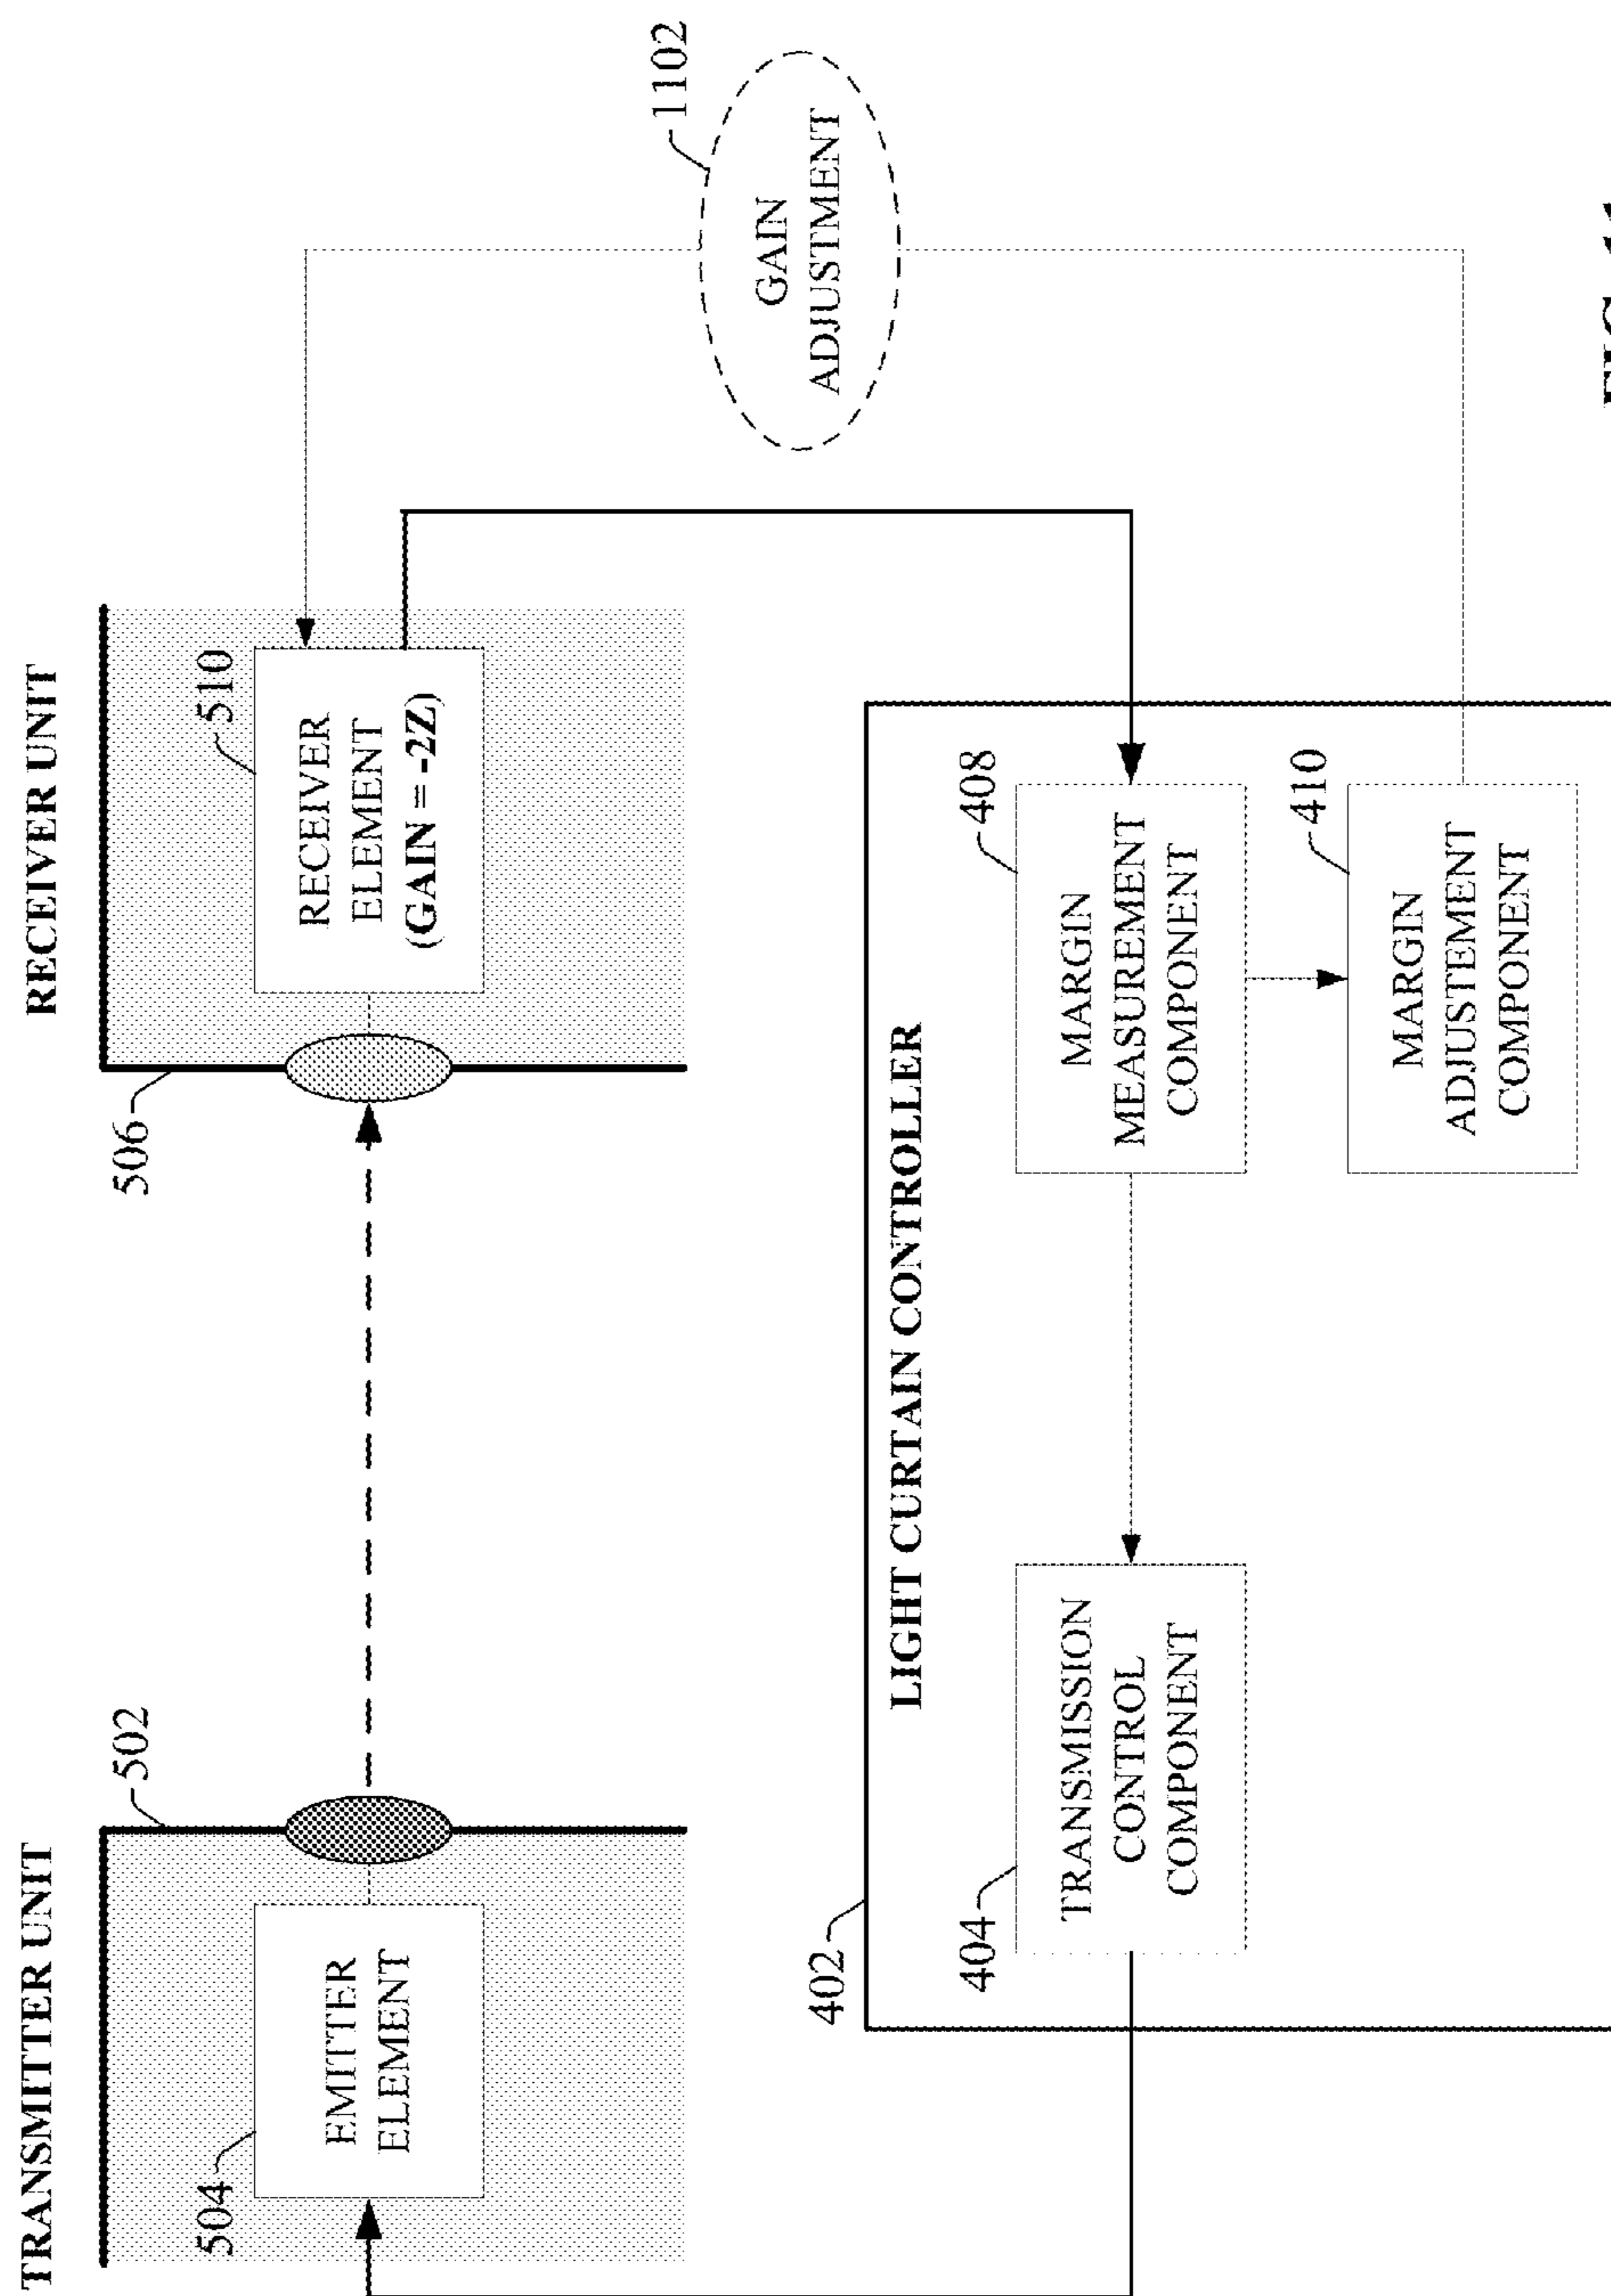 TRANSMITTER UNIT
RECEIVER UNIT
502
506
504
510
EMITTER
ELEMENT
RECEIVER
ELEMENT
(GAIN = -2Z)
1102
GAIN
ADJUSTMENT
402
LIGHT CURTAIN CONTROLLER
404
TRANSMISSION
CONTROL
COMPONENT
408
MARGIN
MEASUREMENT
COMPONENT
410
MARGIN
ADJUSTEMENT
COMPONENT